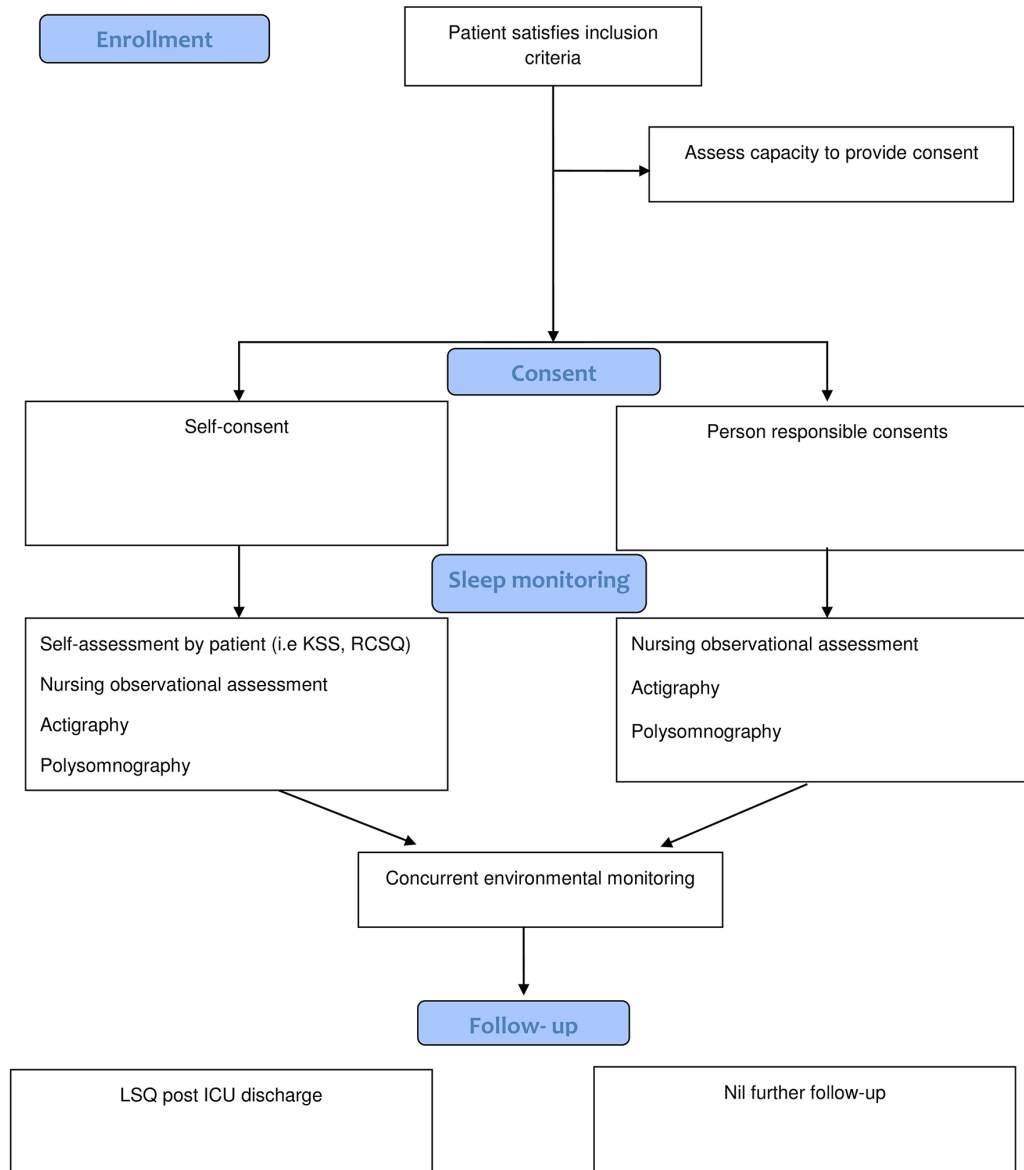 Enrollment
Patient satisfies inclusion
criteria
Assess capacity to provide consent
Consent
Self-consent
Person responsible consents
Sleep monitoring
Self-assessment by patient (i.e KSS, RCSQ)
Nursing observational assessment
Actigraphy
Polysomnography
Nursing observational assessment
Actigraphy
Polysomnography
Concurrent environmental monitoring
Follow- up
LSQ post ICU discharge
Nil further follow-up